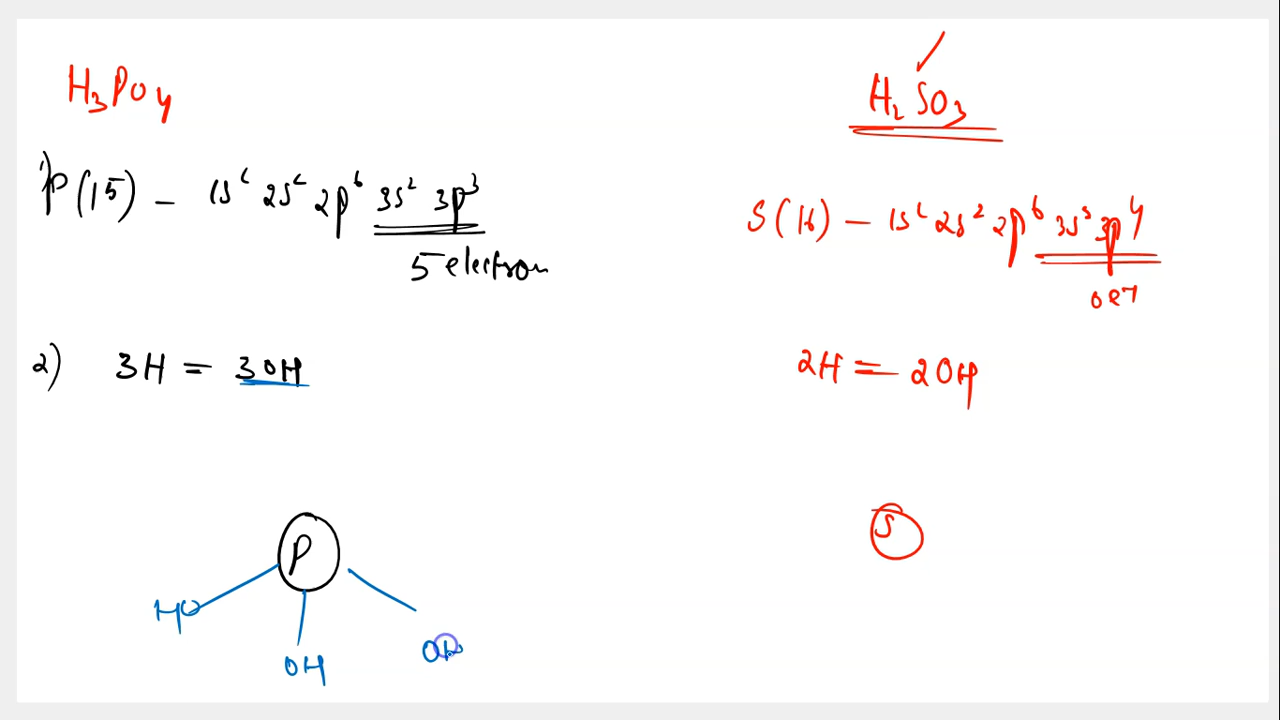 H₃PO₄
1) P(15) - 1s² 2s² 2p⁶ 3s² 3p³
5 electron
2) 3H = 3OH
P
HO
OH
OH
H₂SO₃
S(16) - 1s² 2s² 2p⁶ 3s² 3p⁴
2H = 2OH
S